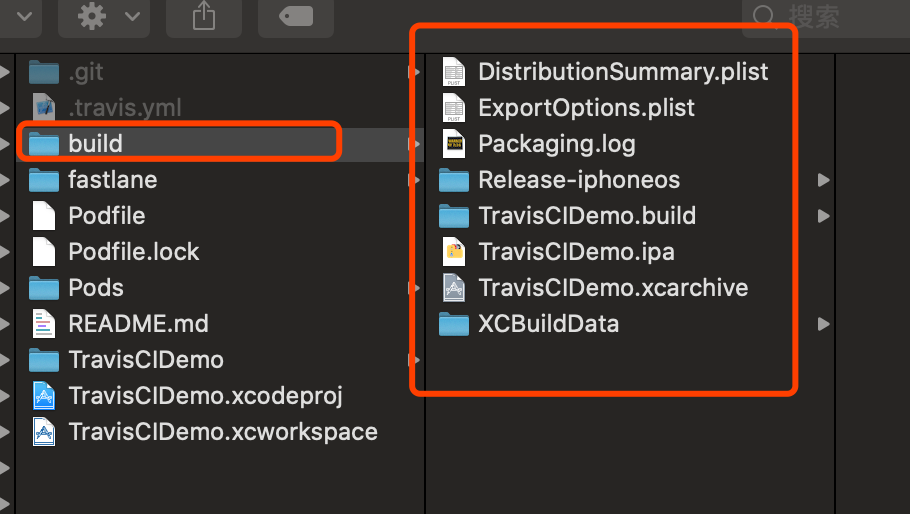 搜索
.git
.travis.yml
build
fastlane
Podfile
Podfile.lock
Pods
README.md
TravisCIDemo
TravisCIDemo.xcodeproj
TravisCIDemo.xcworkspace
DistributionSummary.plist
ExportOptions.plist
Packaging.log
Release-iphoneos
TravisCIDemo.build
TravisCIDemo.ipa
TravisCIDemo.xcarchive
XCBuildData